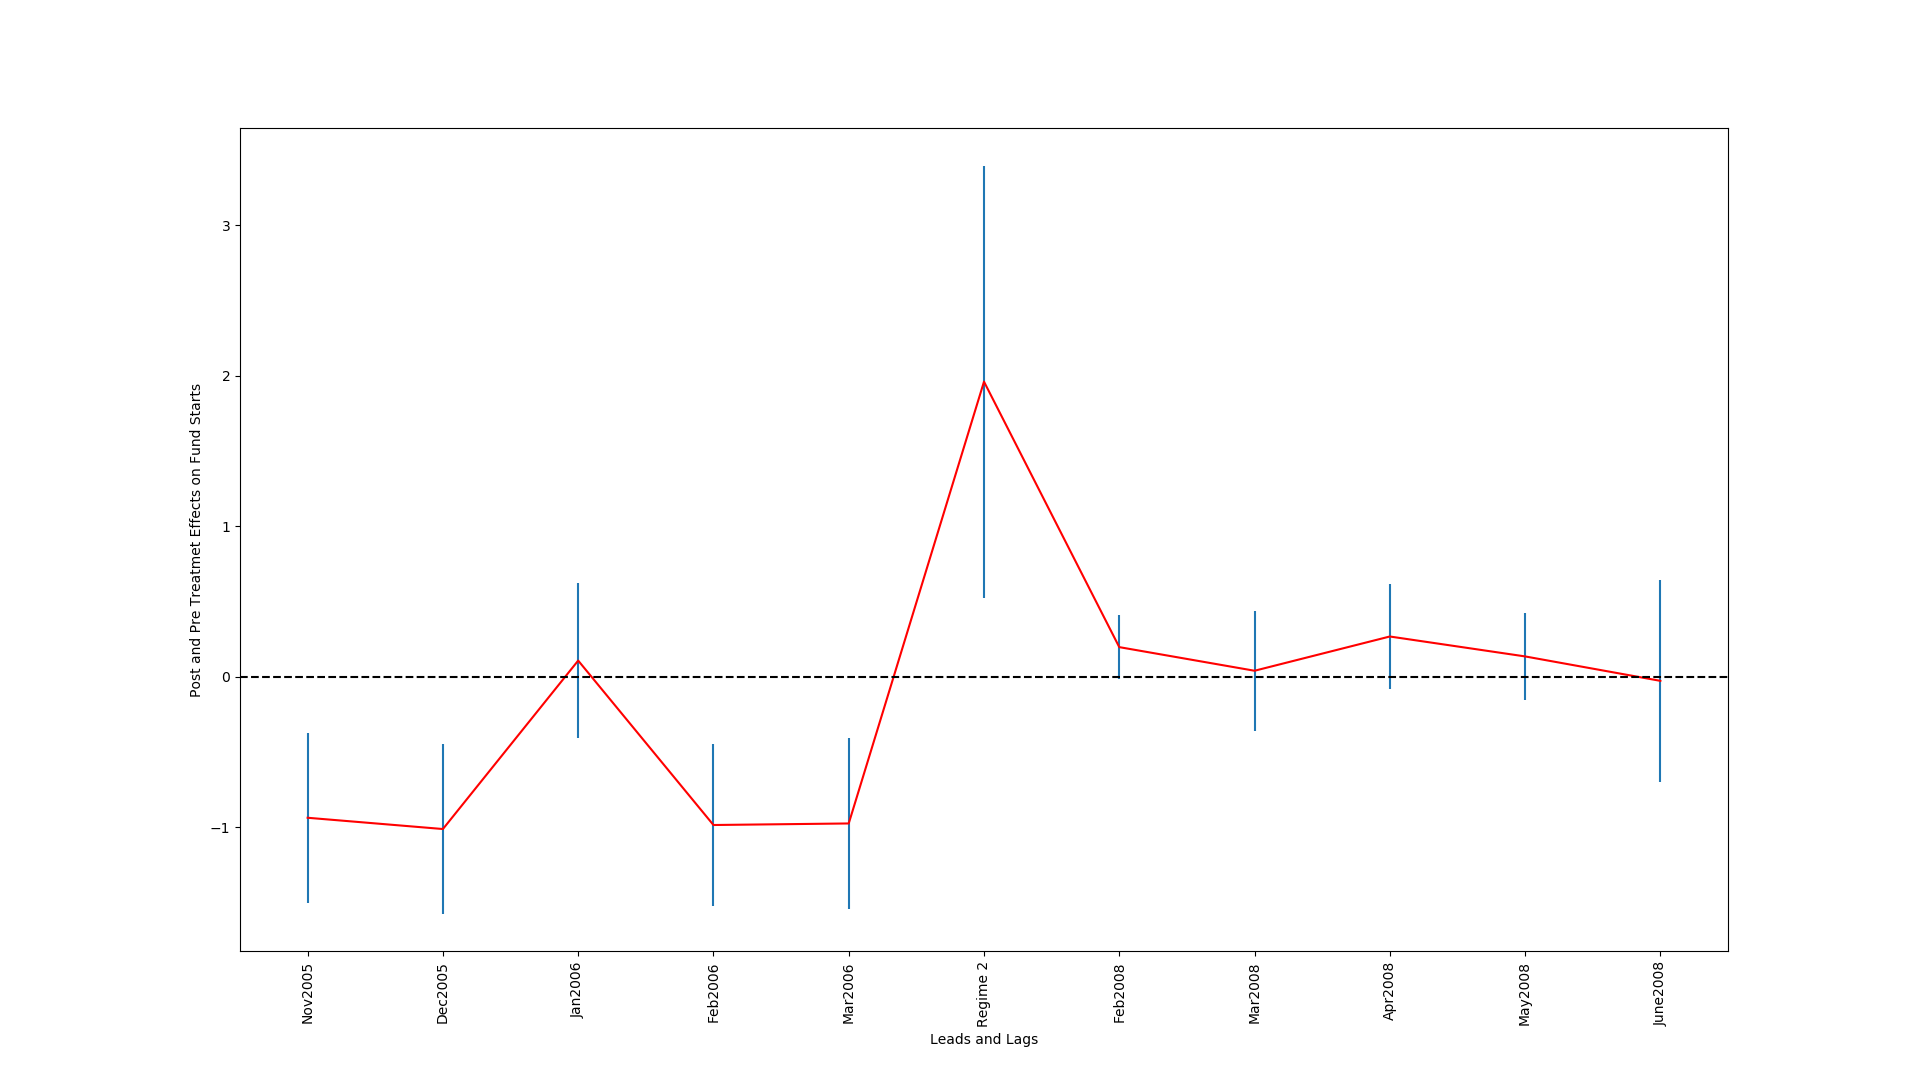 Post and Pre Treatmet Effects on Fund Starts
3
2
1
0
−1
Nov2005
Dec2005
Jan2006
Feb2006
Mar2006
Regime 2
Feb2008
Mar2008
Apr2008
May2008
June2008
Leads and Lags